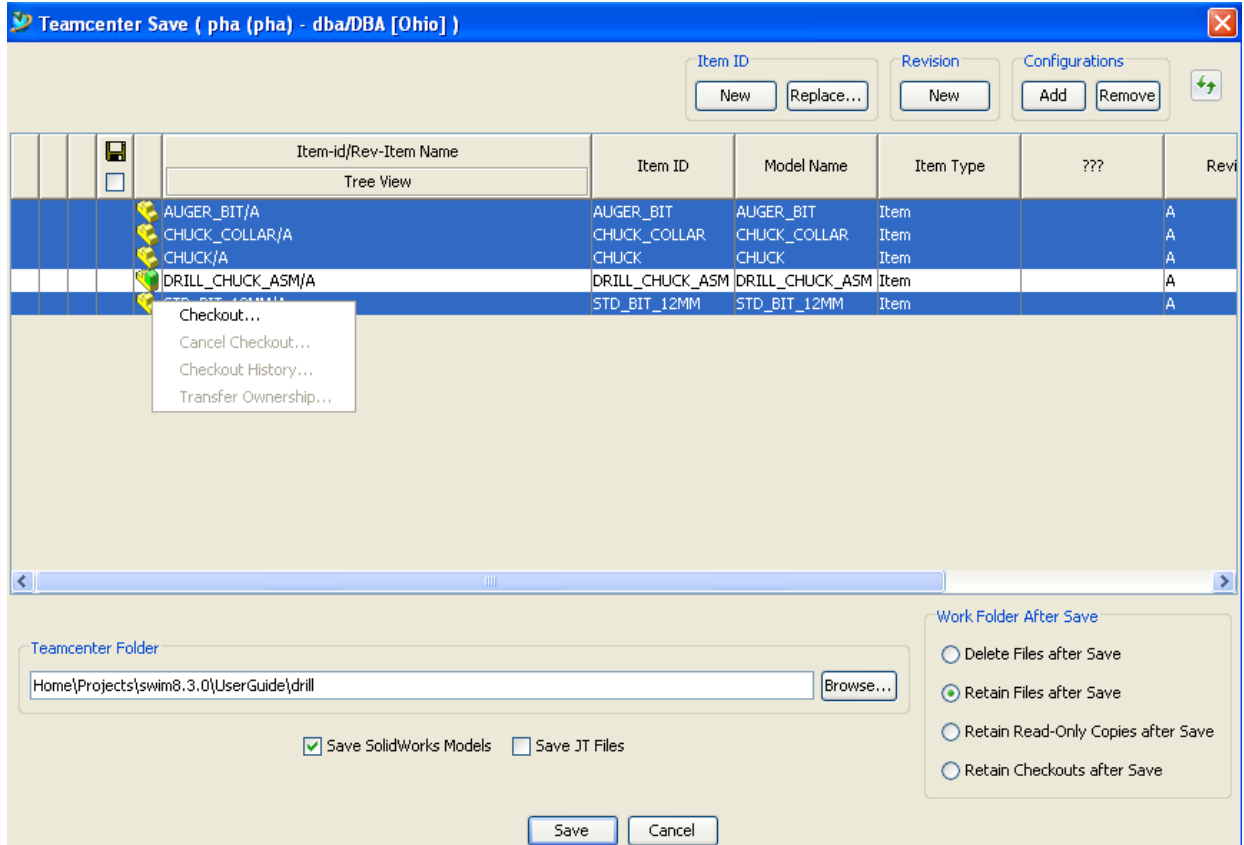 Teamcenter Save ( pha (pha) - dba/DBA [Ohio] )
Item ID Revision Configurations
New Replace... New Add Remove
Item-id/Rev-Item Name Item ID Model Name Item Type ??? Revi
Tree View
AUGER_BIT/A AUGER_BIT AUGER_BIT Item A
CHUCK_COLLAR/A CHUCK_COLLAR CHUCK_COLLAR Item A
CHUCK/A CHUCK CHUCK Item A
DRILL_CHUCK_ASM/A DRILL_CHUCK_ASM DRILL_CHUCK_ASM Item A
STD_BIT_12MM STD_BIT_12MM Item A
Checkout...
Cancel Checkout...
Checkout History...
Transfer Ownership...
Work Folder After Save
Teamcenter Folder
Delete Files after Save
Home\Projects\swim8.3.0\UserGuide\drill Browse... Retain Files after Save
Retain Read-Only Copies after Save
Save SolidWorks Models Save JT Files
Retain Checkouts after Save
Save Cancel